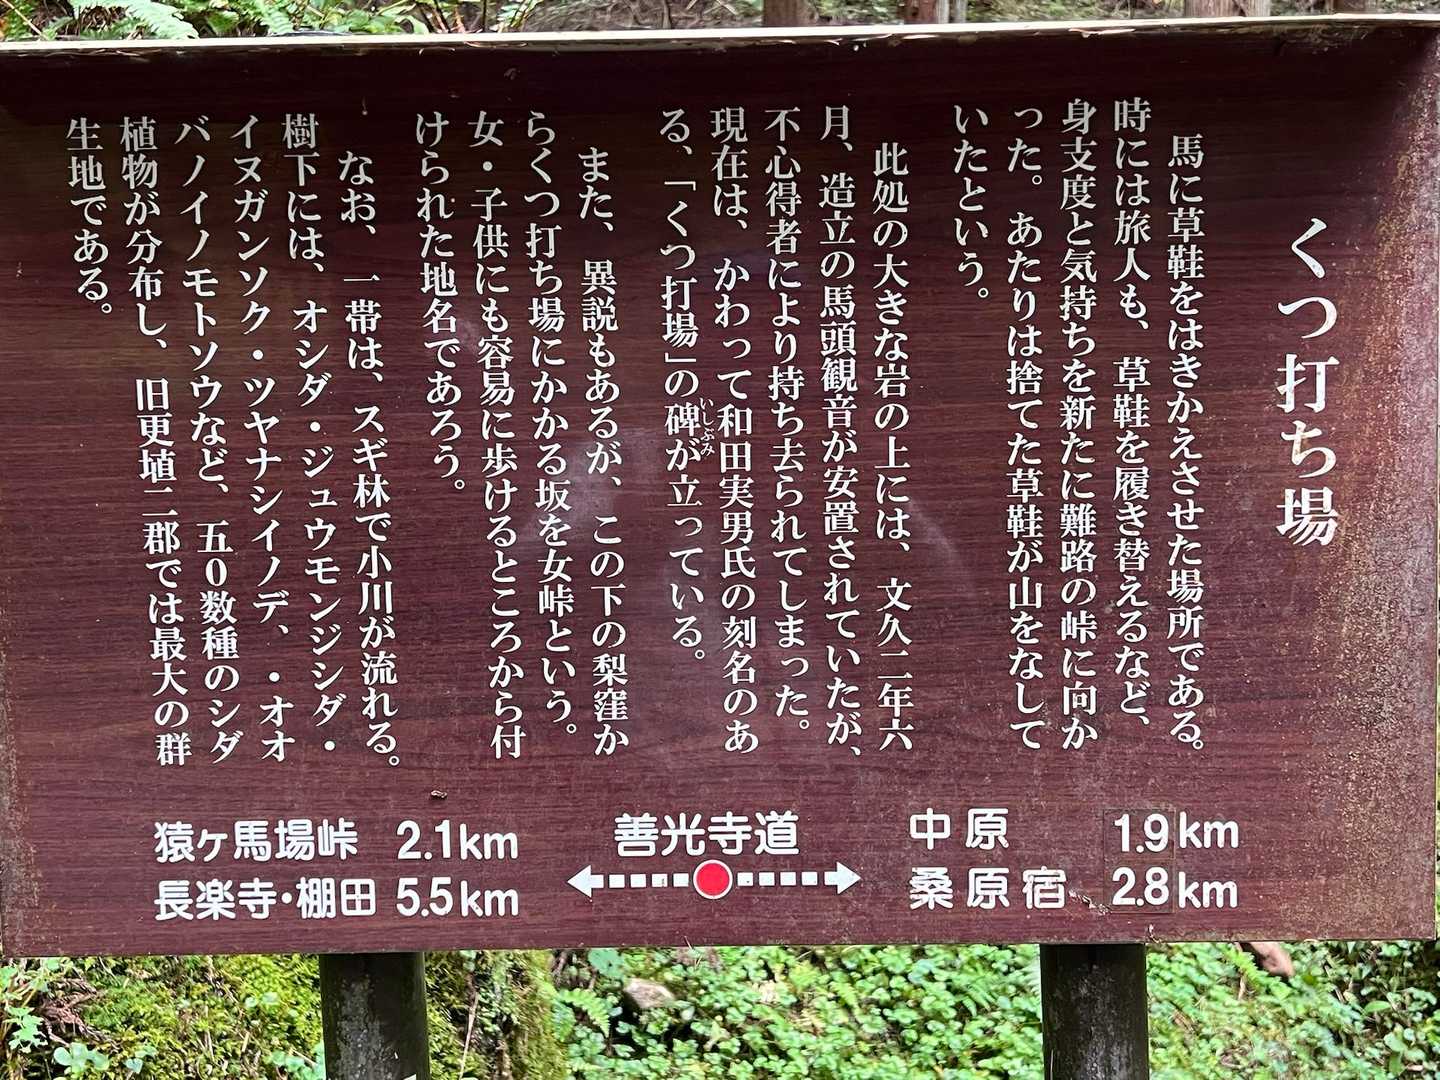 くつ打ち場
馬に草鞋をはきかえさせた場所である。
時には旅人も、草鞋を履き替えるなど、
身支度と気持ちを新たに難路の峠に向か
った。あたりは捨てた草鞋が山をなして
いたという。
此処の大きな岩の上には、文久二年六
月、造立の馬頭観音が安置されていたが、
不心得者により持ち去られてしまった。
現在は、かわって和田実男氏の刻名のあ
る、「くつ打場」の碑が立っている。
いしぶみ
また、異説もあるが、この下の梨窪か
らくつ打ち場にかかる坂を女峠という。
女・子供にも容易に歩けるところから付
けられた地名であろう。
なお、一帯は、スギ林で小川が流れる。
樹下には、オシダ・ジュウモンジシダ・
イヌガンソク・ツヤナシイノデ、・オオ
バノイノモトソウなど、五0数種のシダ
植物が分布し、旧更埴二郡では最大の群
生地である。
猿ヶ馬場峠 2.1km
長楽寺・棚田 5.5km
善光寺道
中原 1.9km
桑原宿 2.8km